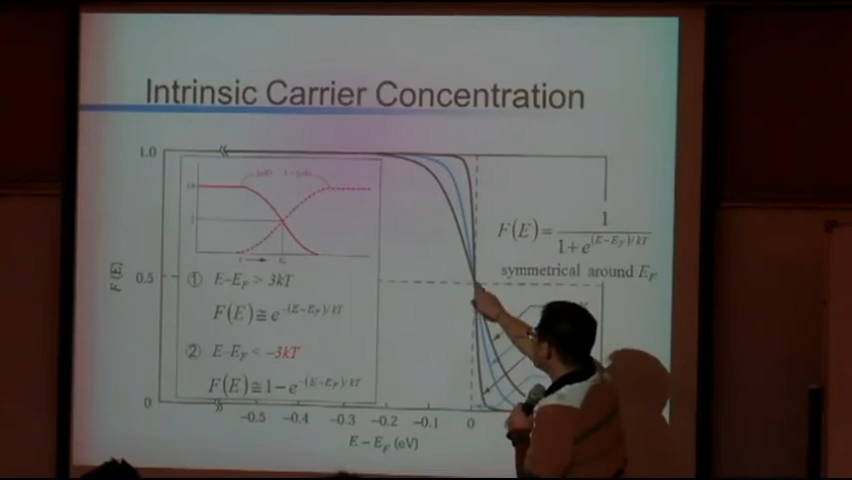 Intrinsic Carrier Concentration
1.0
0.5
0
F (E)
① E–E_F > 3kT
F(E)≅e^{-(E–E_F)/kT}
② E–E_F < –3kT
F(E)≅1–e^{-(E–E_F)/kT}
F(E)=\frac{1}{1+e^{(E–E_F)/kT}}
symmetrical around E_F
–0.5 –0.4 –0.3 –0.2 –0.1 0
E – E_F (eV)